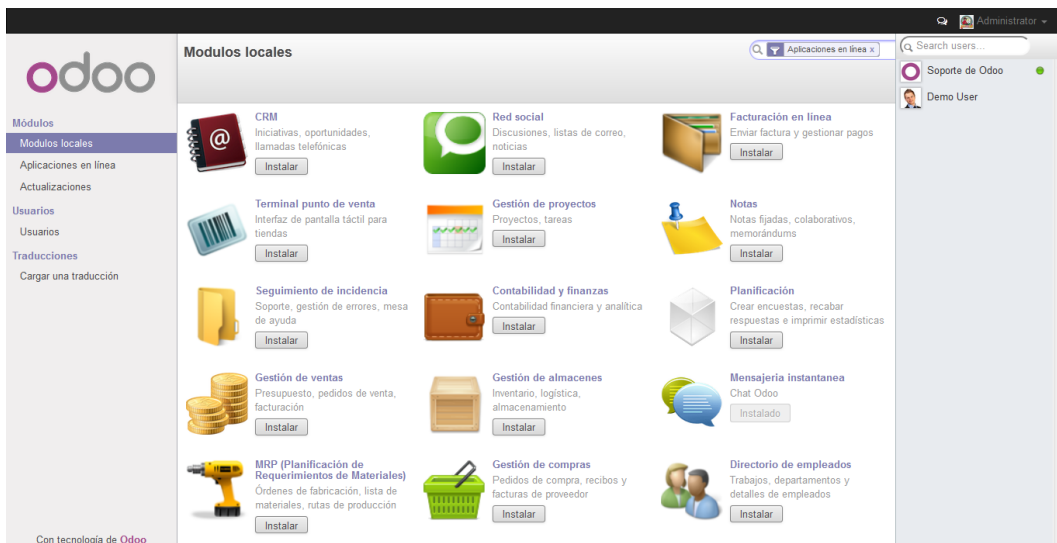 Administrator
odoo
Modulos locales
Aplicaciones en línea x
Search users...
Soporte de Odoo
Demo User
Módulos
Modulos locales
Aplicaciones en línea
Actualizaciones
Usuarios
Usuarios
Traducciones
Cargar una traducción
Con tecnología de Odoo
CRM
Iniciativas, oportunidades,
llamadas telefónicas
Instalar
Red social
Discusiones, listas de correo,
noticias
Instalar
Facturación en línea
Enviar factura y gestionar pagos
Instalar
Terminal punto de venta
Interfaz de pantalla táctil para
tiendas
Instalar
Gestión de proyectos
Proyectos, tareas
Instalar
Notas
Notas fijadas, colaborativos,
memorándums
Instalar
Seguimiento de incidencia
Soporte, gestión de errores, mesa
de ayuda
Instalar
Contabilidad y finanzas
Contabilidad financiera y analítica
Instalar
Planificación
Crear encuestas, recabar
respuestas e imprimir estadísticas
Instalar
Gestión de ventas
Presupuesto, pedidos de venta,
facturación
Instalar
Gestión de almacenes
Inventario, logística,
almacenamiento
Instalar
Mensajería instantanea
Chat Odoo
Instalado
MRP (Planificación de
Requerimientos de Materiales)
Órdenes de fabricación, lista de
materiales, rutas de producción
Instalar
Gestión de compras
Pedidos de compra, recibos y
facturas de proveedor
Instalar
Directorio de empleados
Trabajos, departamentos y
detalles de empleados
Instalar